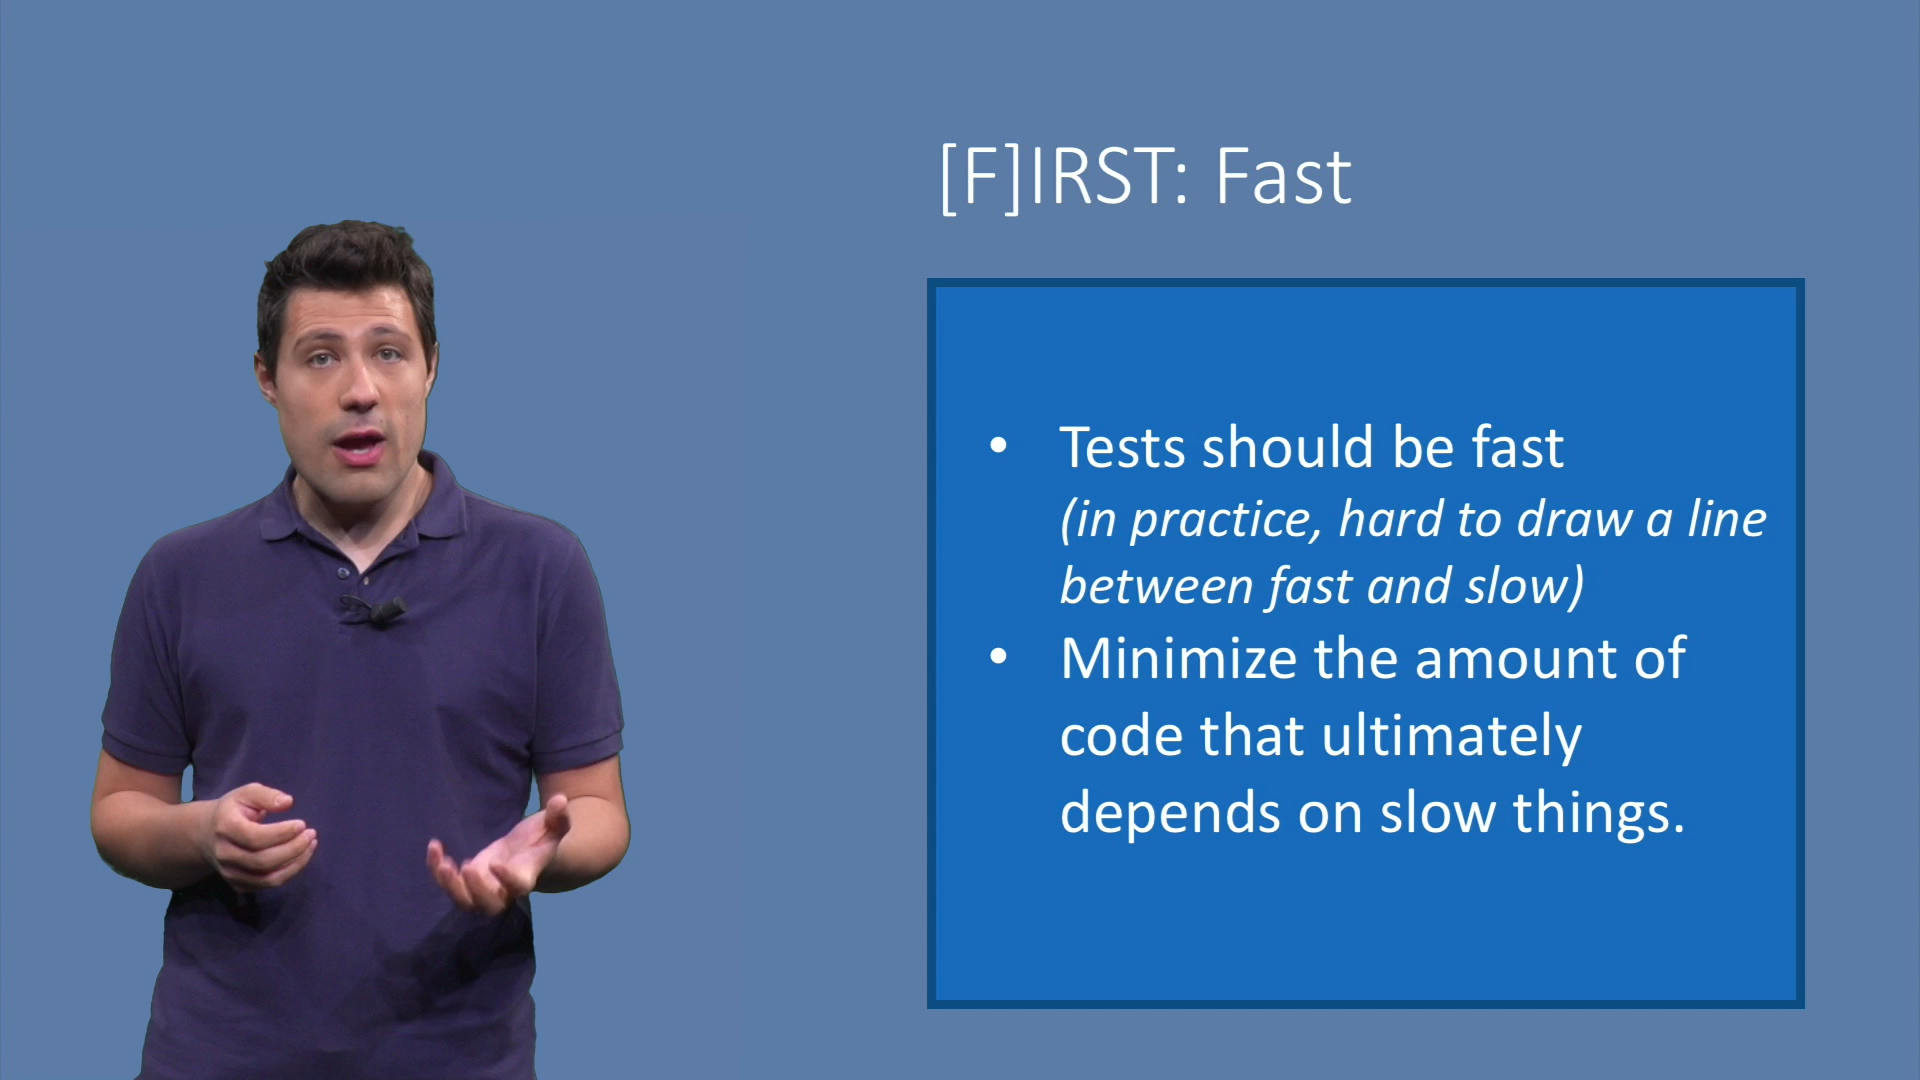 [F]IRST: Fast
• Tests should be fast
(in practice, hard to draw a line
between fast and slow)
• Minimize the amount of
code that ultimately
depends on slow things.